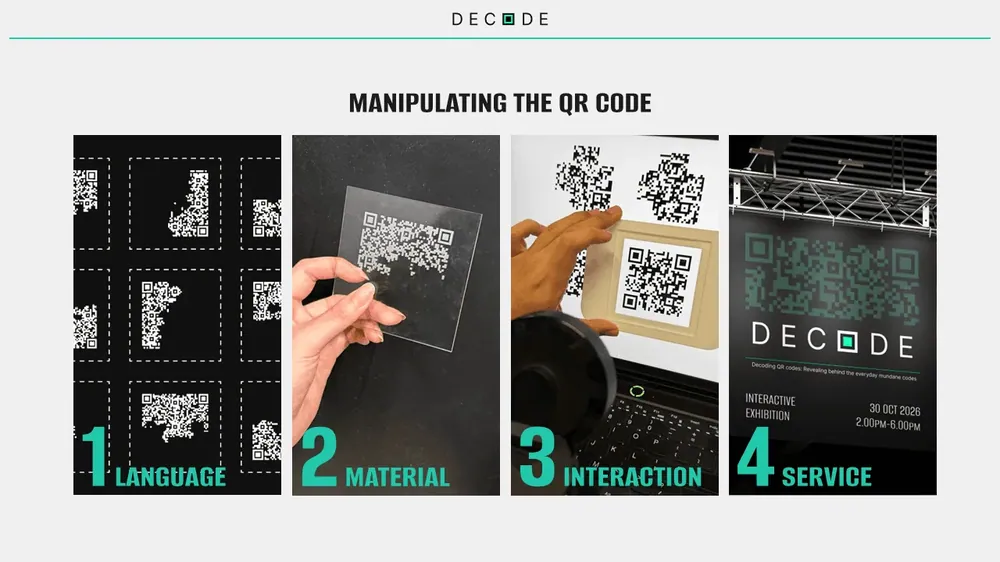 DECODE
MANIPULATING THE QR CODE
1 LANGUAGE
2 MATERIAL
3 INTERACTION
DECODE
Decoding QR codes: Revealing behind the everyday mundane codes
INTERACTIVE
EXHIBITION
30 OCT 2026
2.00PM-6.00PM
4 SERVICE